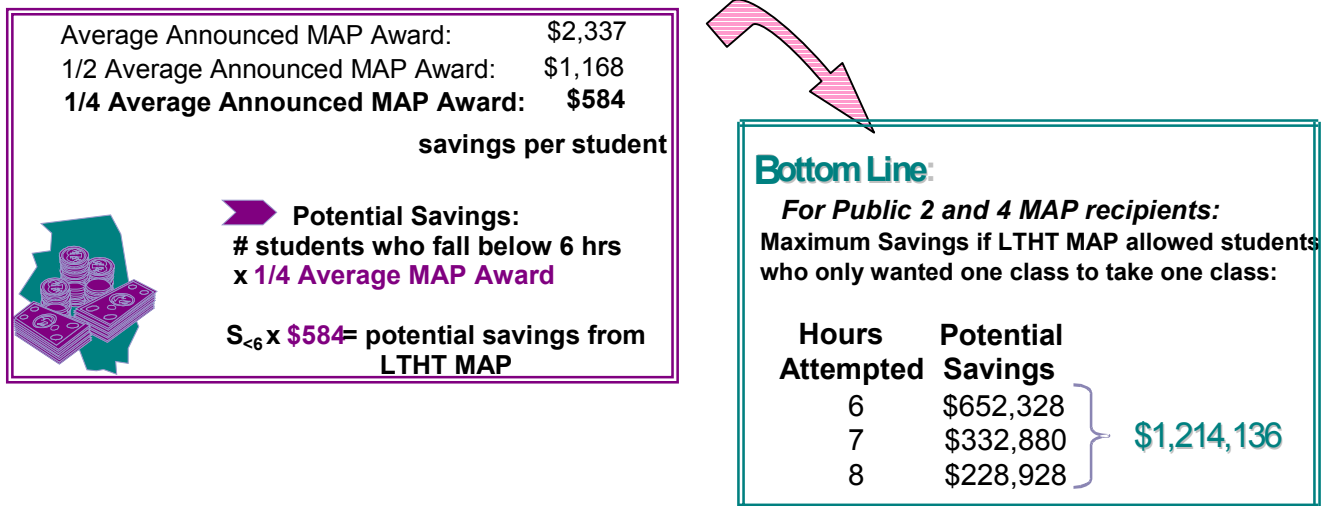 Average Announced MAP Award: $2,337
1/2 Average Announced MAP Award: $1,168
1/4 Average Announced MAP Award: $584
savings per student
Potential Savings:
# students who fall below 6 hrs
x 1/4 Average MAP Award
S<6 x $584= potential savings from
LTHT MAP
Bottom Line:
For Public 2 and 4 MAP recipients:
Maximum Savings if LTHT MAP allowed students
who only wanted one class to take one class:
Hours Potential
Attempted Savings
6 $652,328
7 $332,880 $1,214,136
8 $228,928